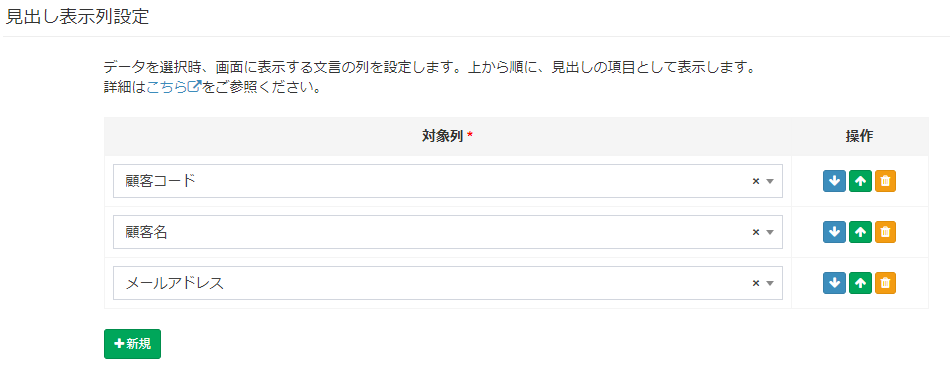 見出し表示列設定
データを選択時、画面に表示する文言の列を設定します。上から順に、見出しの項目として表示します。
詳細はこちらをご参照ください。
対象列 * 操作
顧客コード × 
顧客名 ×
メールアドレス ×
新規